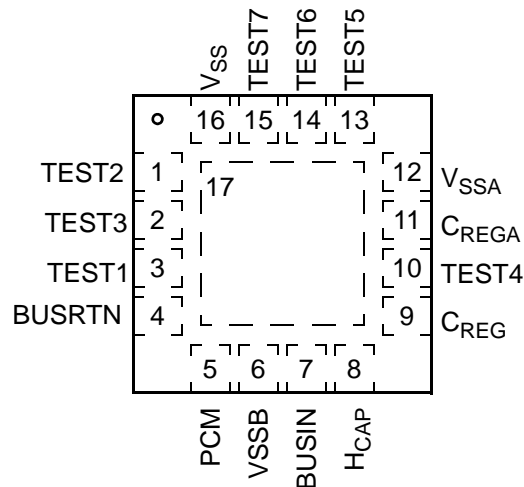 VSS
TEST7
TEST6
TEST5
16 15 14 13
TEST2 1
17
12 VSSA
TEST3 2
11 CREGA
TEST1 3
10 TEST4
BUSRTN 4
9 CREG
5 6 7 8
PCM
VSSB
BUSIN
HCAP